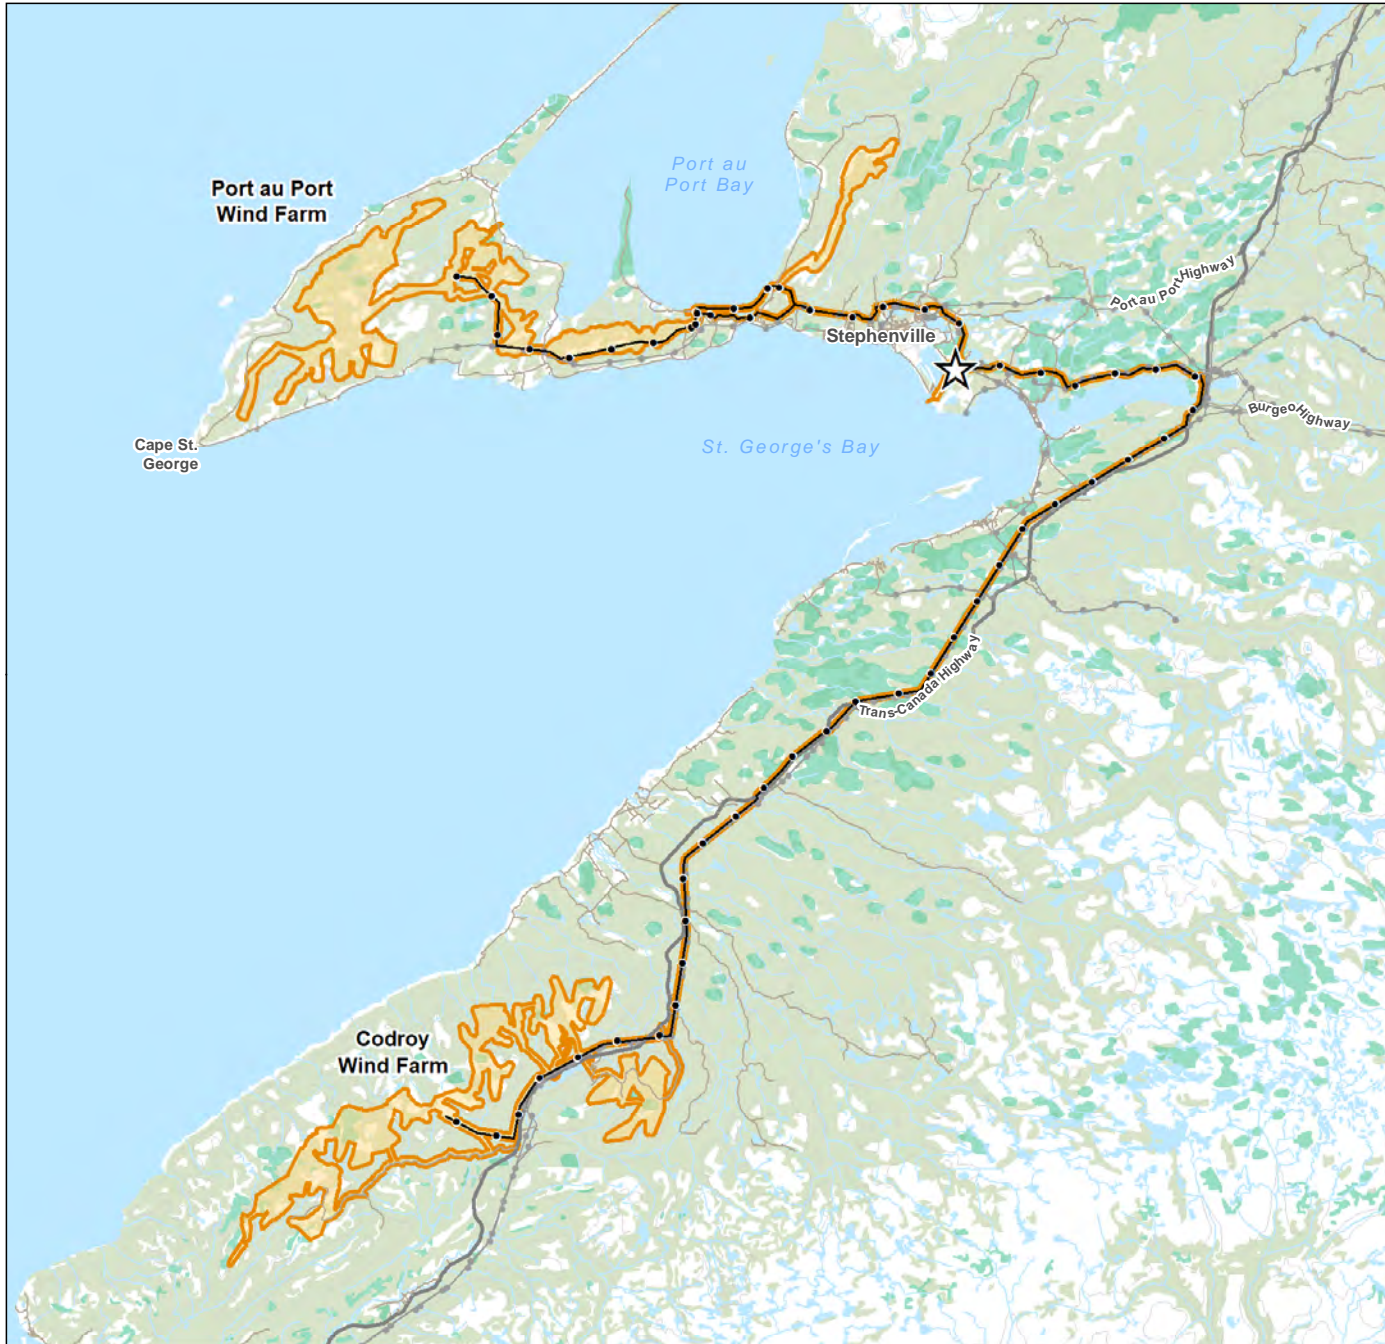 Port au
Port Bay
Port au Port
Wind Farm
Port au Port Highway
Stephenville
Burgeo Highway
Cape St.
George
St. George's Bay
Trans-Canada Highway
Codroy
Wind Farm